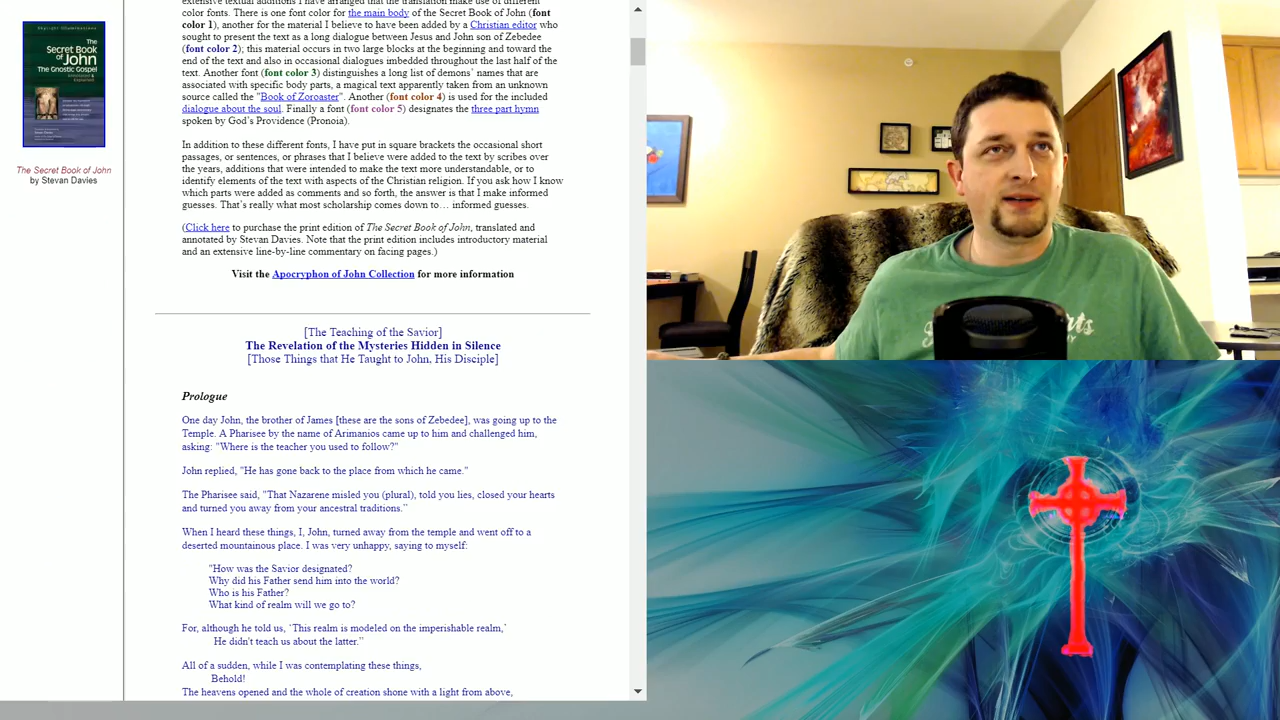 The
Secret Book
of John
The Gnostic Gospel
The Secret Book of John
by Stevan Davies
extensive textual additions I have arranged that the translation make use of different
color fonts. There is one font color for the main body of the Secret Book of John (font
color 1), another for the material I believe to have been added by a Christian editor who
sought to present the text as a long dialogue between Jesus and John son of Zebedee
(font color 2); this material occurs in two large blocks at the beginning and toward the
end of the text and also in occasional dialogues imbedded throughout the last half of the
text. Another font (font color 3) distinguishes a long list of demons' names that are
associated with specific body parts, a magical text apparently taken from an unknown
source called the "Book of Zoroaster". Another (font color 4) is used for the included
dialogue about the soul. Finally a font (font color 5) designates the three part hymn
spoken by God's Providence (Pronoia).
In addition to these different fonts, I have put in square brackets the occasional short
passages, or sentences, or phrases that I believe were added to the text by scribes over
the years, additions that were intended to make the text more understandable, or to
identify elements of the text with aspects of the Christian religion. If you ask how I know
which parts were added as comments and so forth, the answer is that I make informed
guesses. That's really what most scholarship comes down to… informed guesses.
(Click here to purchase the print edition of The Secret Book of John, translated and
annotated by Stevan Davies. Note that the print edition includes introductory material
and an extensive line-by-line commentary on facing pages.)
Visit the Apocryphon of John Collection for more information
[The Teaching of the Savior]
The Revelation of the Mysteries Hidden in Silence
[Those Things that He Taught to John, His Disciple]
Prologue
One day John, the brother of James [these are the sons of Zebedee], was going up to the
Temple. A Pharisee by the name of Arimanios came up to him and challenged him,
asking: "Where is the teacher you used to follow?"
John replied, "He has gone back to the place from which he came."
The Pharisee said, "That Nazarene misled you (plural), told you lies, closed your hearts
and turned you away from your ancestral traditions."
When I heard these things, I, John, turned away from the temple and went off to a
deserted mountainous place. I was very unhappy, saying to myself:
"How was the Savior designated?
Why did his Father send him into the world?
Who is his Father?
What kind of realm will we go to?
For, although he told us, 'This realm is modeled on the imperishable realm,'
He didn't teach us about the latter."
All of a sudden, while I was contemplating these things,
Behold!
The heavens opened and the whole of creation shone with a light from above,